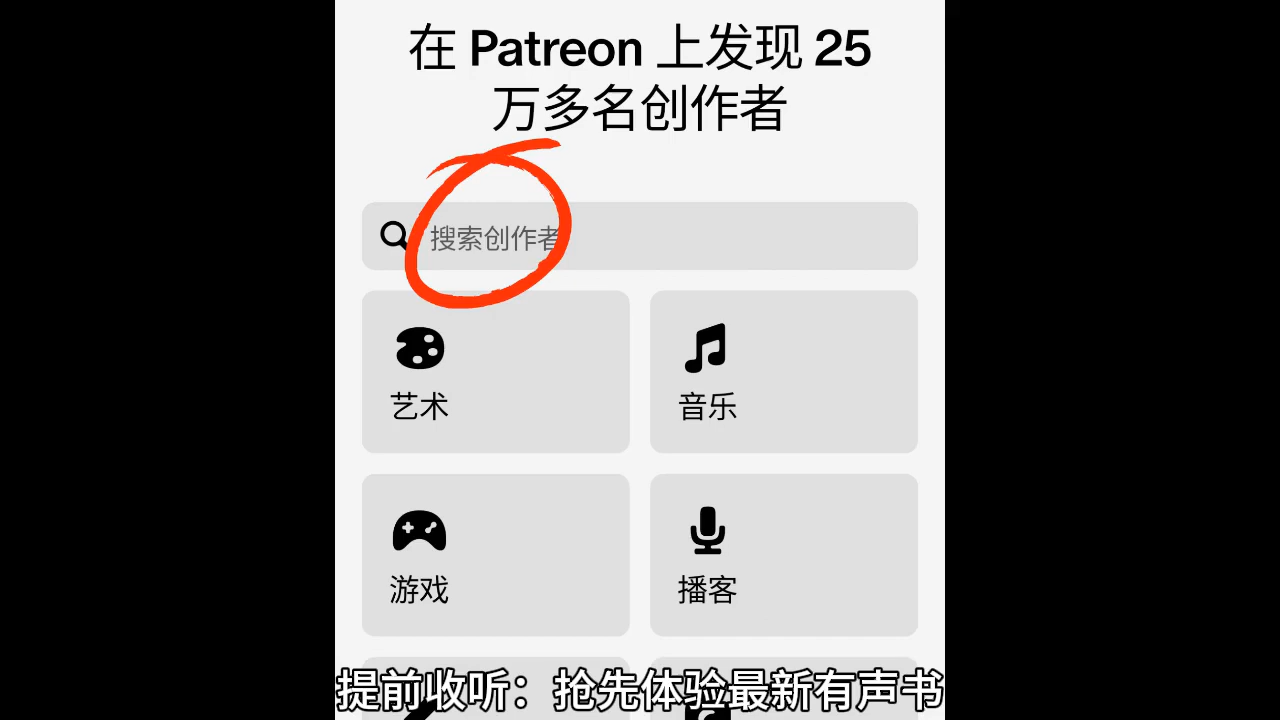 在 Patreon 上发现 25
万多名创作者
搜索创作者
艺术
音乐
游戏
播客
提前收听：抢先体验最新有声书